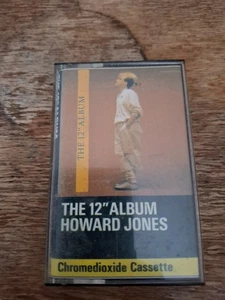 THE 12" ALBUM
THE 12" ALBUM
HOWARD JONES
Chromedioxide Cassette